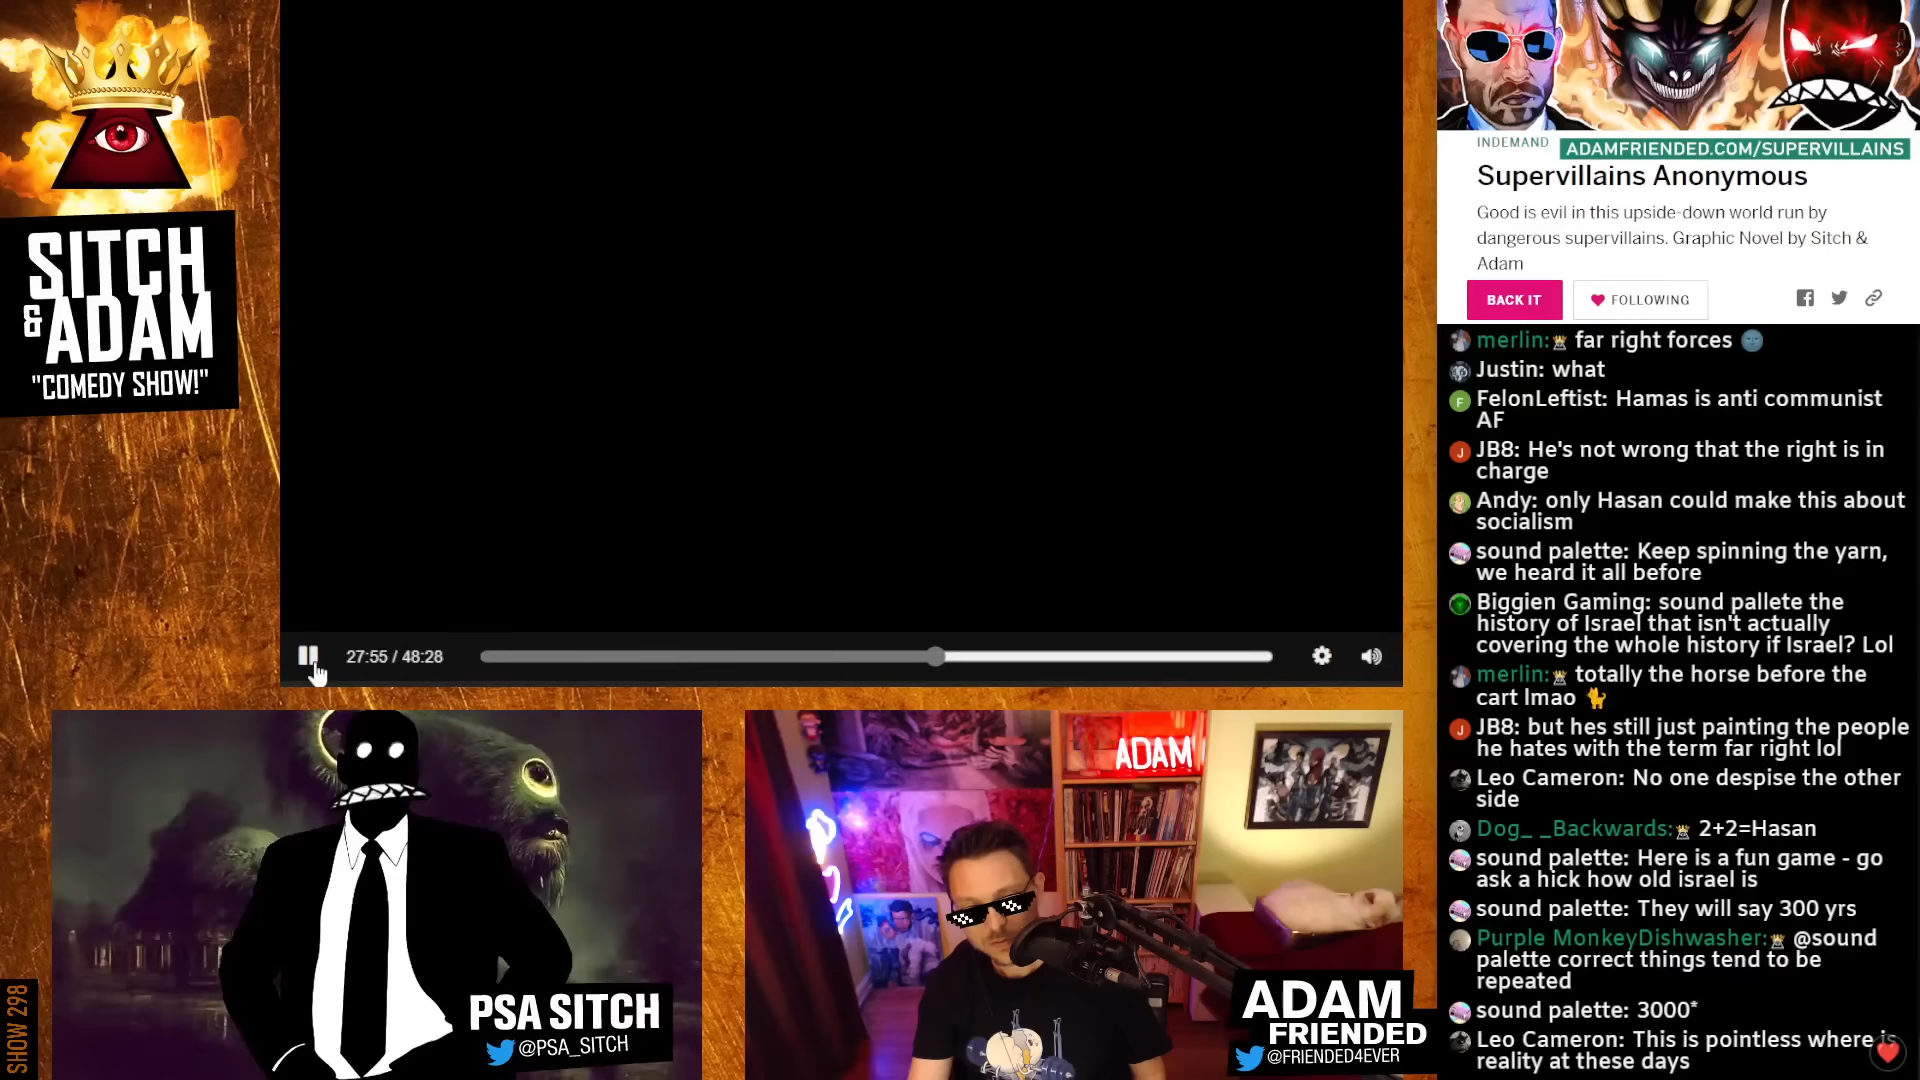 SITCH
& ADAM
"COMEDY SHOW!"
SHOW 298
27:55 / 48:28
PSA SITCH
@PSA_SITCH
ADAM
ADAM
FRIENDED
@FRIENDED4EVER
INDEMAND
ADAMFRIENDED.COM/SUPERVILLAINS
Supervillains Anonymous
Good is evil in this upside-down world run by
dangerous supervillains. Graphic Novel by Sitch &
Adam
BACK IT
FOLLOWING
merlin: far right forces 🌚
Justin: what
F
FelonLeftist: Hamas is anti communist
AF
J
JB8: He's not wrong that the right is in
charge
Andy: only Hasan could make this about
socialism
sound palette: Keep spinning the yarn,
we heard it all before
Biggien Gaming: sound pallete the
history of Israel that isn't actually
covering the whole history if Israel? Lol
merlin: totally the horse before the
cart lmao 🐈
J
JB8: but hes still just painting the people
he hates with the term far right lol
Leo Cameron: No one despise the other
side
Dog_ _Backwards: 2+2=Hasan
sound palette: Here is a fun game - go
ask a hick how old israel is
sound palette: They will say 300 yrs
Purple MonkeyDishwasher: @sound
palette correct things tend to be
repeated
sound palette: 3000*
Leo Cameron: This is pointless where is
reality at these days